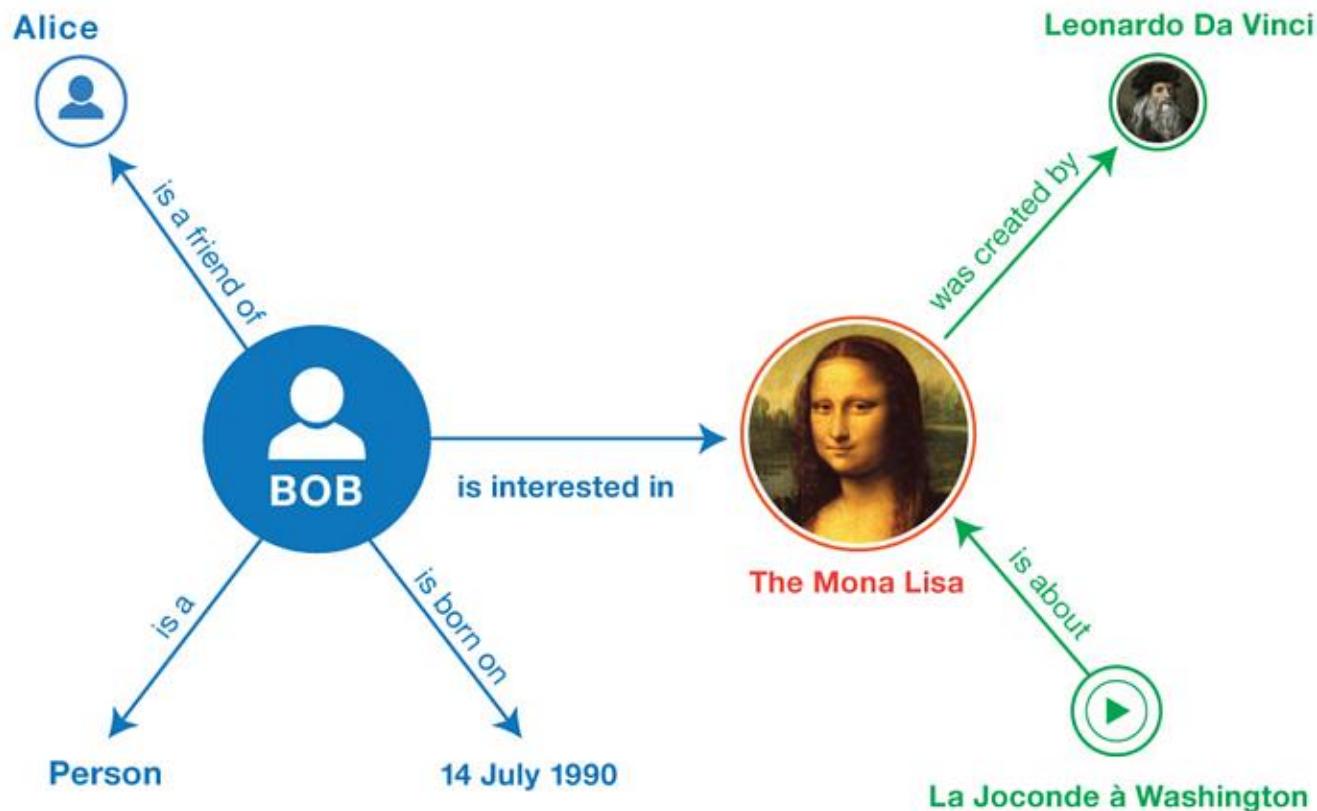 Alice
Leonardo Da Vinci
is a friend of
was created by
BOB
is interested in
The Mona Lisa
is a
is born on
is about
Person
14 July 1990
La Joconde à Washington